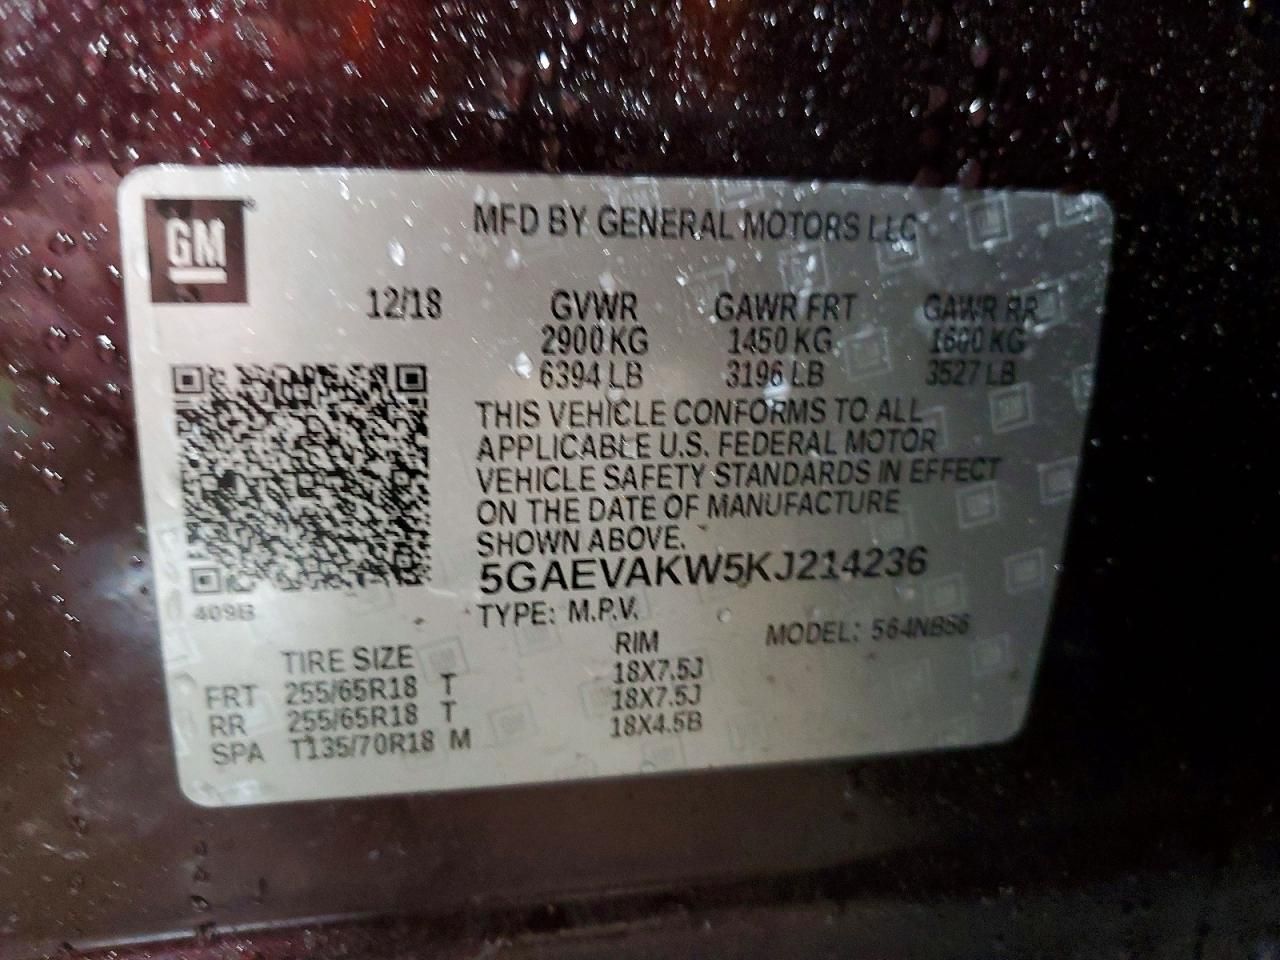 GM
MFD BY GENERAL MOTORS LLC
12/18 GVWR GAWR FRT GAWR RR
2900 KG 1450 KG 1600 KG
6394 LB 3196 LB 3527 LB
THIS VEHICLE CONFORMS TO ALL
APPLICABLE U.S. FEDERAL MOTOR
VEHICLE SAFETY STANDARDS IN EFFECT
ON THE DATE OF MANUFACTURE
SHOWN ABOVE.
5GAEVAKW5KJ214236
409B
TYPE: M.P.V. MODEL: 564NB56
TIRE SIZE RIM
FRT 255/65R18 T 18X7.5J
RR 255/65R18 T 18X7.5J
SPA T135/70R18 M 18X4.5B